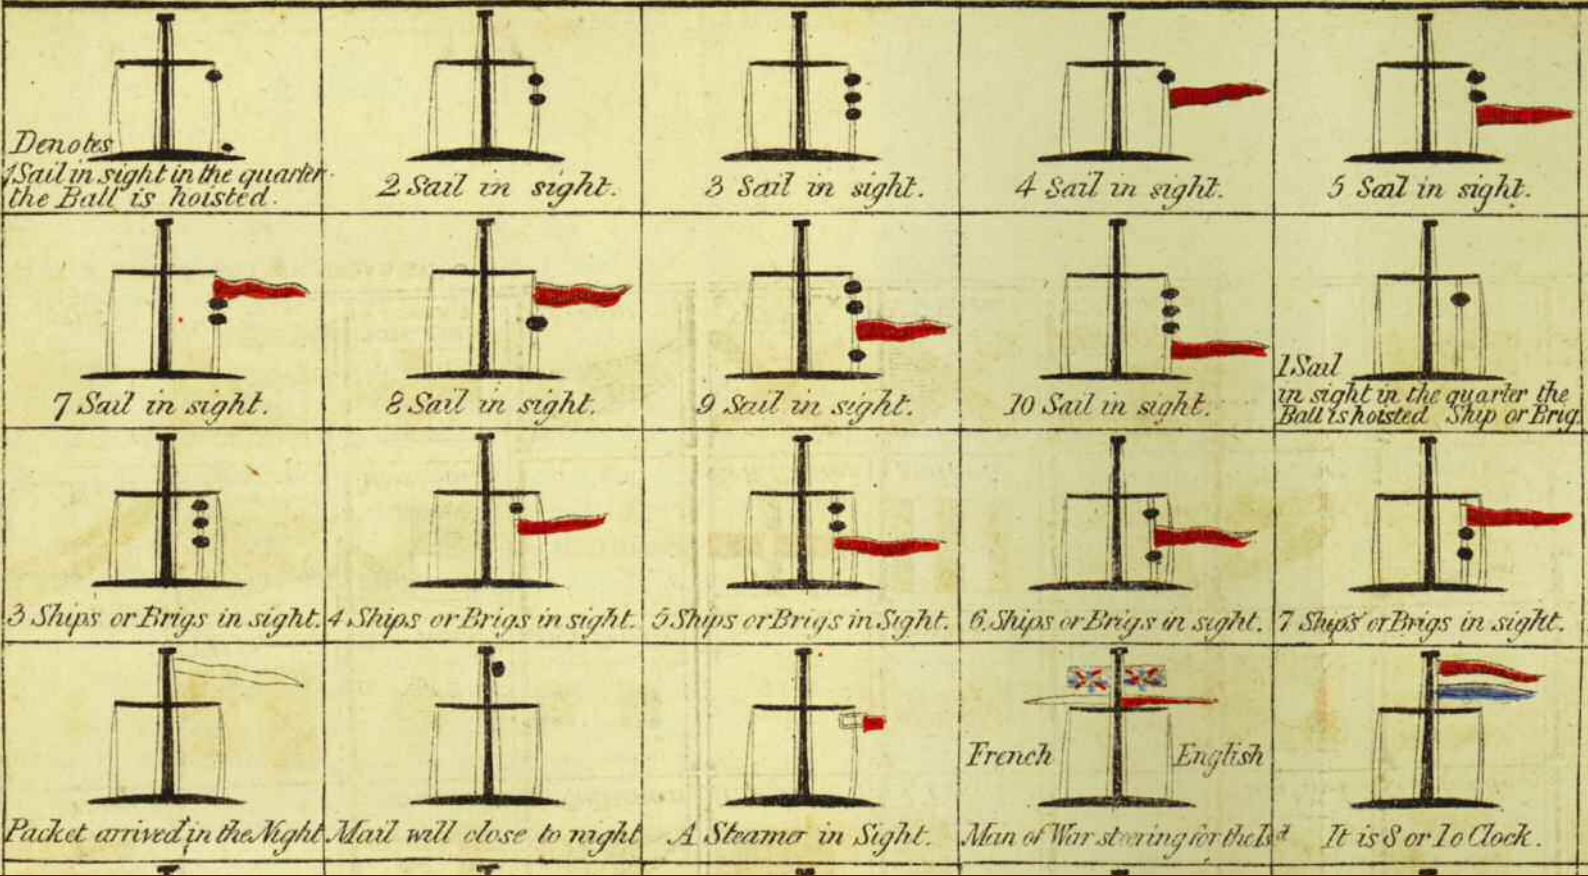 Denotes
1 Sail in sight in the quarter
the Ball is hoisted.
2 Sail in sight.
3 Sail in sight.
4 Sail in sight.
5 Sail in sight.
7 Sail in sight.
8 Sail in sight.
9 Sail in sight.
10 Sail in sight.
1 Sail
in sight in the quarter the
Ball is hoisted Ship or Brig
3 Ships or Brigs in sight.
4 Ships or Brigs in sight.
5 Ships or Brigs in Sight.
6 Ships or Brigs in sight.
7 Ships or Brigs in sight.
Packet arrived in the Night
Mail will close to night
A Steamer in Sight.
French
English
Man of War steering for the Isd
It is 8 or 1 o Clock.